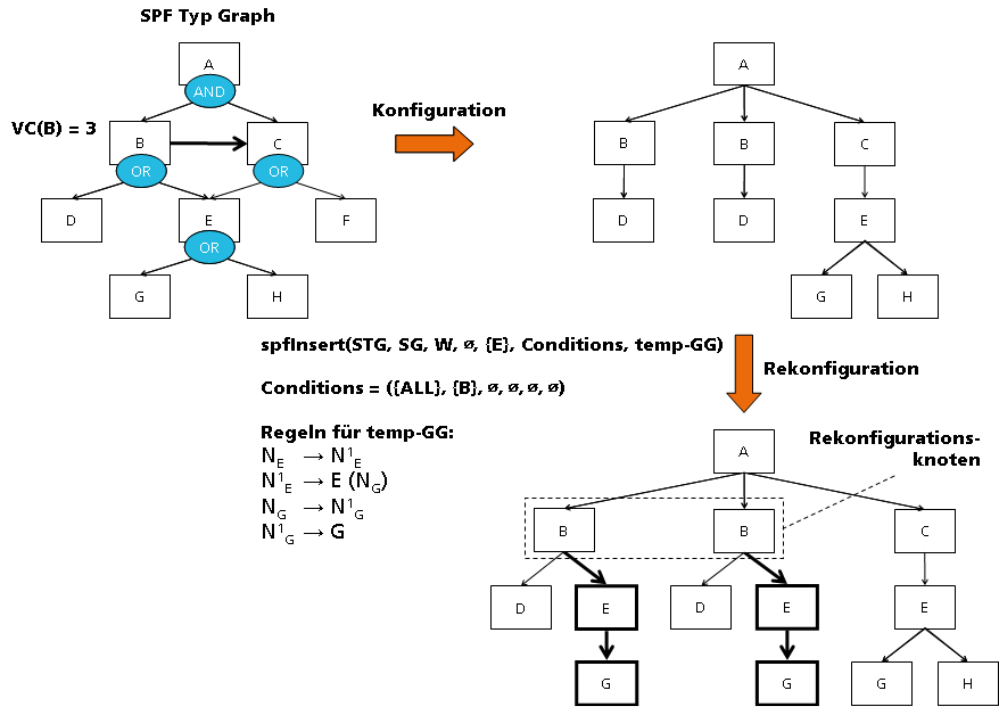 SPF Typ Graph
A
AND
VC(B) = 3
B
C
OR
OR
D
E
F
OR
G
H
Konfiguration
A
B
B
C
D
D
E
G
H
spfInsert(STG, SG, W, ø, {E}, Conditions, temp-GG)
Conditions = ({ALL}, {B}, ø, ø, ø, ø)
Rekonfiguration
Regeln für temp-GG:
N_E → N¹_E
N¹_E → E (N_G)
N_G → N¹_G
N¹_G → G
Rekonfigurations-
knoten
A
B
B
C
D
E
D
E
E
G
G
G
H